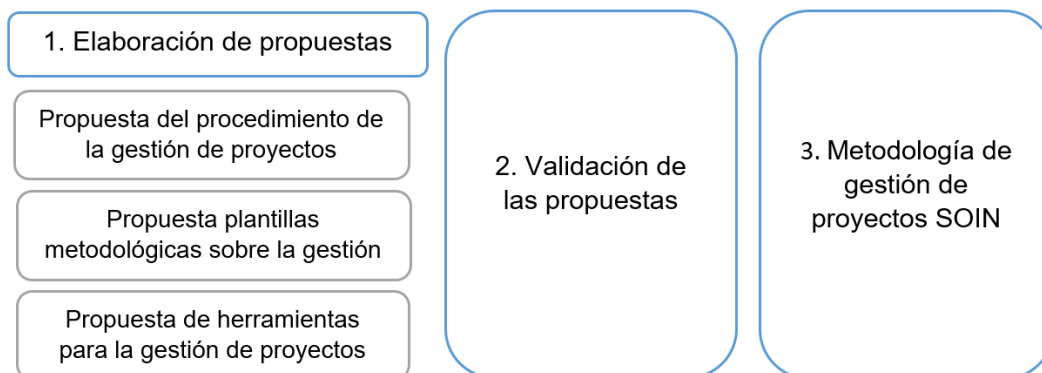 1. Elaboración de propuestas
Propuesta del procedimiento de
la gestión de proyectos
Propuesta plantillas
metodológicas sobre la gestión
Propuesta de herramientas
para la gestión de proyectos
2. Validación de
las propuestas
3. Metodología de
gestión de
proyectos SOIN